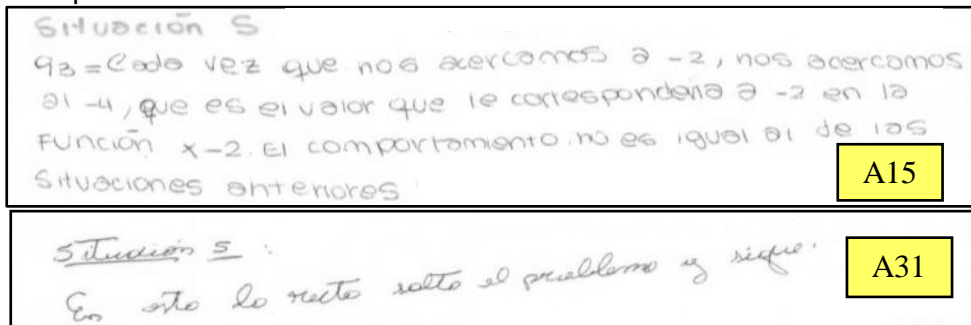 Situación 5
q3 = Cada vez que nos acercamos a -2, nos acercamos
al -4, que es el valor que le correspondería a -2 en la
Función x-2. El comportamiento no es igual al de las
Situaciones anteriores.
A15
Situación 5:
En esto la recta salta el problema y sigue.
A31